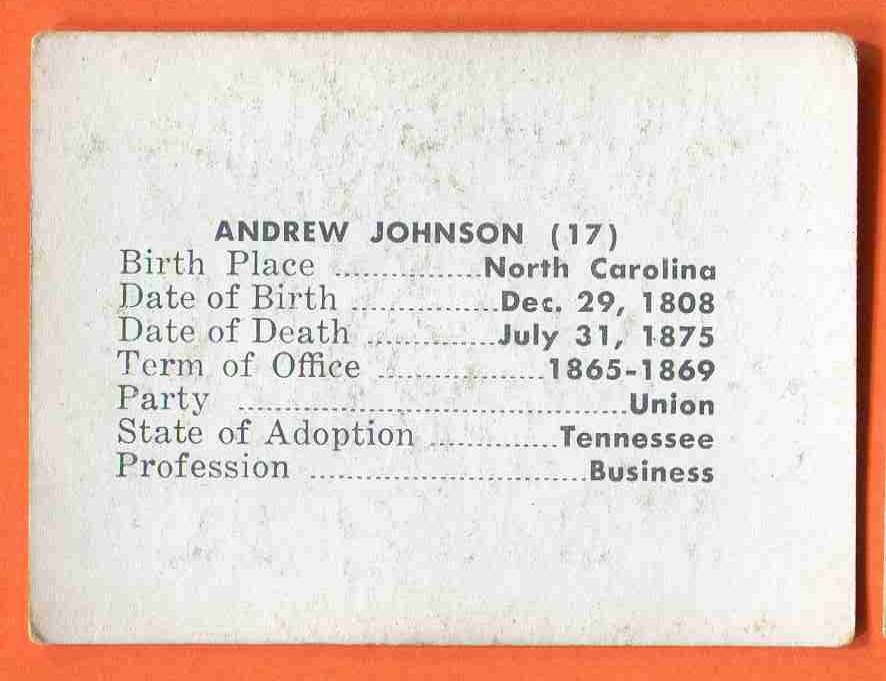 ANDREW JOHNSON (17)
Birth Place ................North Carolina
Date of Birth ................Dec. 29, 1808
Date of Death ..............July 31, 1875
Term of Office ..................1865-1869
Party ..........................................Union
State of Adoption ..............Tennessee
Profession ..............................Business